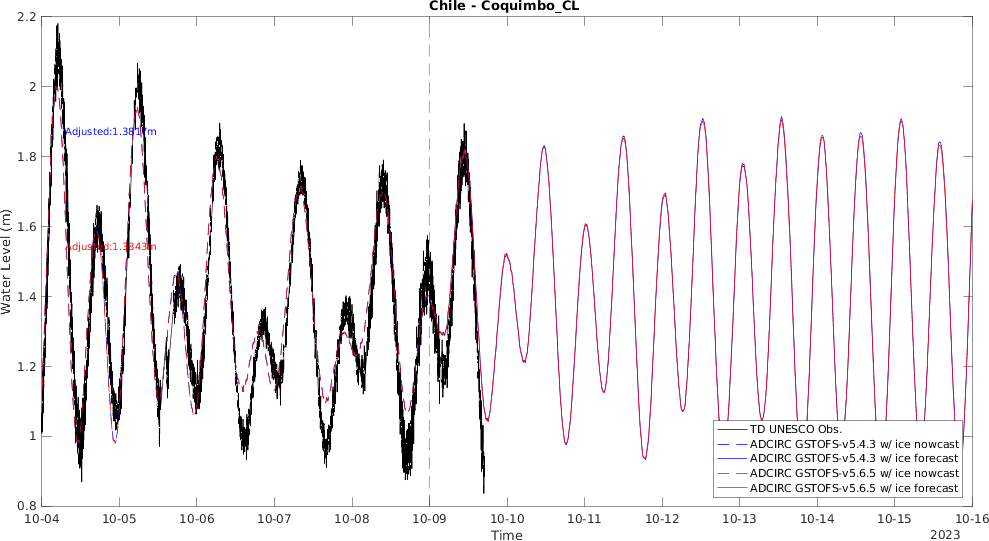 Chile - Coquimbo_CL
2.2
2
1.8
1.6
1.4
1.2
1
0.8
Water Level (m)
Adjusted:1.3817m
Adjusted:1.3843m
TD UNESCO Obs.
ADCIRC GSTOFS-v5.4.3 w/ ice nowcast
ADCIRC GSTOFS-v5.4.3 w/ ice forecast
ADCIRC GSTOFS-v5.6.5 w/ ice nowcast
ADCIRC GSTOFS-v5.6.5 w/ ice forecast
10-04 10-05 10-06 10-07 10-08 10-09 10-10 10-11 10-12 10-13 10-14 10-15 10-16
Time
2023